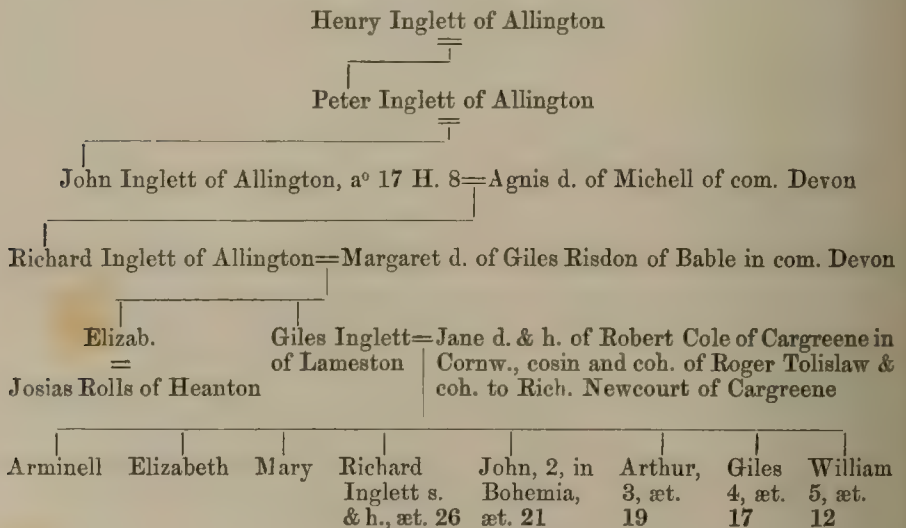 Henry Inglett of Allington
Peter Inglett of Allington
John Inglett of Allington, aº 17 H. 8=Agnis d. of Michell of com. Devon
Richard Inglett of Allington=Margaret d. of Giles Risdon of Bable in com. Devon
Elizab.
=
Josias Rolls of Heanton
Giles Inglett=Jane d. & h. of Robert Cole of Cargreene in
of Lameston
Cornw., cosin and coh. of Roger Tolislaw &
coh. to Rich. Newcourt of Cargreene
Arminell
Elizabeth
Mary
Richard
Inglett s.
& h., æt. 26
John, 2, in
Bohemia,
æt. 21
Arthur,
3, æt.
19
Giles
4, æt.
17
William
5, æt.
12